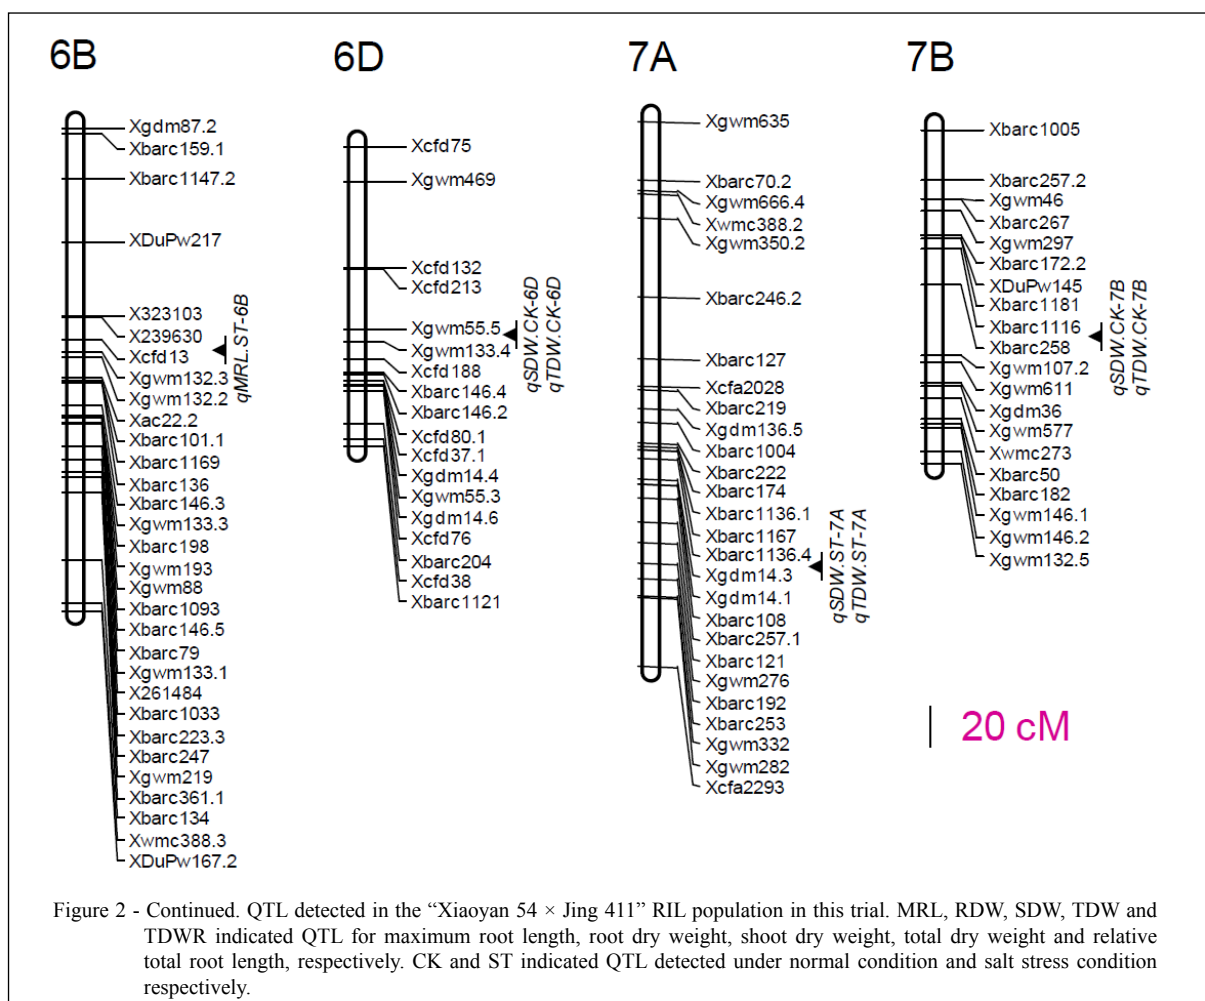 6B
Xgdm87.2
Xbarc159.1
Xbarc1147.2
XDuPw217
X323103
X239630
Xcfd13
Xgwm132.3
Xgwm132.2
Xac22.2
Xbarc101.1
Xbarc1169
Xbarc136
Xbarc146.3
Xgwm133.3
Xbarc198
Xgwm193
Xgwm88
Xbarc1093
Xbarc146.5
Xbarc79
Xgwm133.1
X261484
Xbarc1033
Xbarc223.3
Xbarc247
Xgwm219
Xbarc361.1
Xbarc134
Xwmc388.3
XDuPw167.2
qMRL.ST-6B
6D
Xcfd75
Xgwm469
Xcfd132
Xcfd213
Xgwm55.5
Xgwm133.4
Xcfd188
Xbarc146.4
Xbarc146.2
Xcfd80.1
Xcfd37.1
Xgdm14.4
Xgwm55.3
Xgdm14.6
Xcfd76
Xbarc204
Xcfd38
Xbarc1121
qSDW.CK-6D
qTDW.CK-6D
7A
Xgwm635
Xbarc70.2
Xgwm666.4
Xwmc388.2
Xgwm350.2
Xbarc246.2
Xbarc127
Xcfa2028
Xbarc219
Xgdm136.5
Xbarc1004
Xbarc222
Xbarc174
Xbarc1136.1
Xbarc1167
Xbarc1136.4
Xgdm14.3
Xgdm14.1
Xbarc108
Xbarc257.1
Xbarc121
Xgwm276
Xbarc192
Xbarc253
Xgwm332
Xgwm282
Xcfa2293
qSDW.ST-7A
qTDW.ST-7A
7B
Xbarc1005
Xbarc257.2
Xgwm46
Xbarc267
Xgwm297
Xbarc172.2
XDuPw145
Xbarc1181
Xbarc1116
Xbarc258
Xgwm107.2
Xgwm611
Xgdm36
Xgwm577
Xwmc273
Xbarc50
Xbarc182
Xgwm146.1
Xgwm146.2
Xgwm132.5
qSDW.CK-7B
qTDW.CK-7B
20 cM
Figure 2 - Continued. QTL detected in the “Xiaoyan 54 × Jing 411” RIL population in this trial. MRL, RDW, SDW, TDW and
TDWR indicated QTL for maximum root length, root dry weight, shoot dry weight, total dry weight and relative
total root length, respectively. CK and ST indicated QTL detected under normal condition and salt stress condition
respectively.